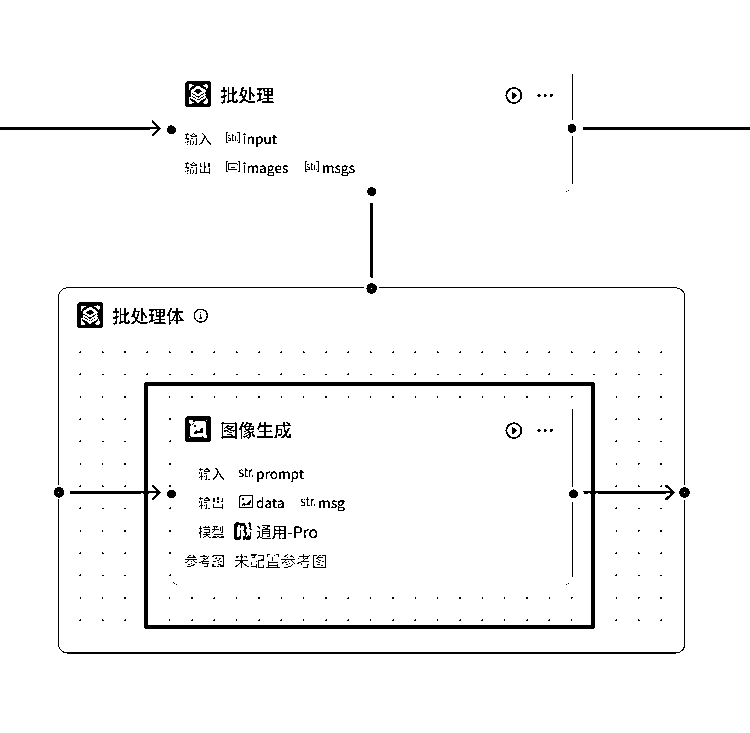 批处理
输入 str. input
输出 images str. msgs
批处理体
图像生成
输入 str. prompt
输出 data str. msg
模型 通用-Pro
参考图 未配置参考图